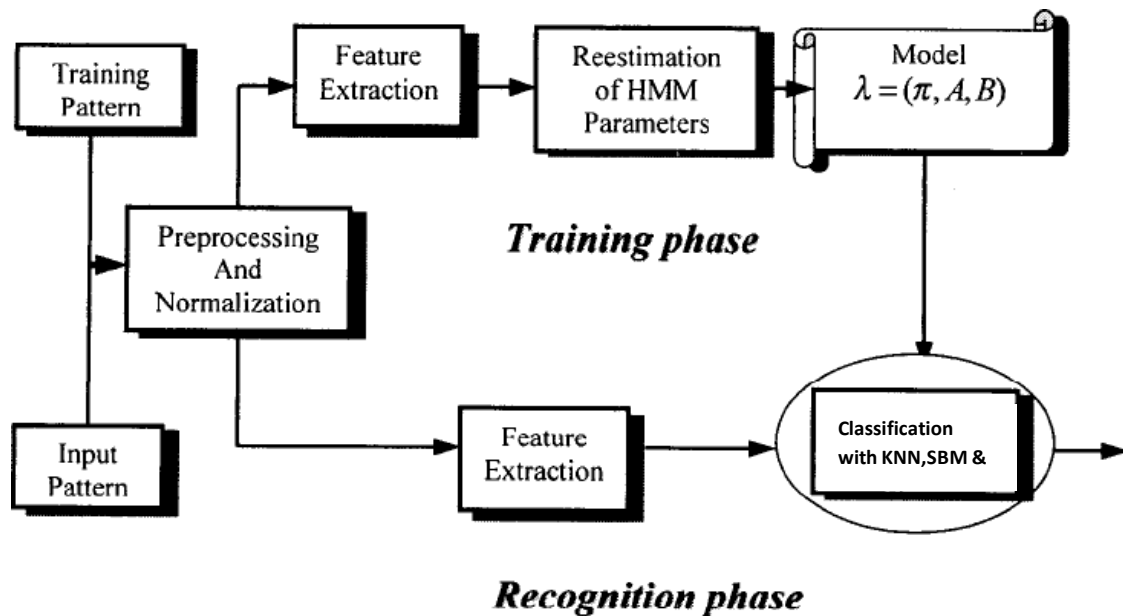 Training
Pattern
Feature
Extraction
Reestimation
of HMM
Parameters
Model
λ = (π, A, B)
Preprocessing
And
Normalization
Training phase
Input
Pattern
Feature
Extraction
Classification
with KNN,SBM &
Recognition phase